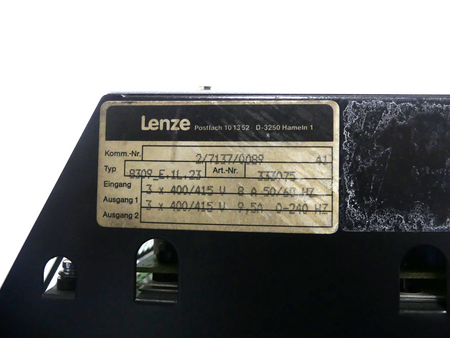 Lenze Postfach 10 13 52 D-3250 Hameln 1
Komm.-Nr. 2/7137/0089 41
Typ 8309_E.1L.23 Art.-Nr. 333075
Eingang 3 x 400/415 V 8 A 50/60 HZ
Ausgang 1 3 x 400/415 V 9,5A 0-240 HZ
Ausgang 2